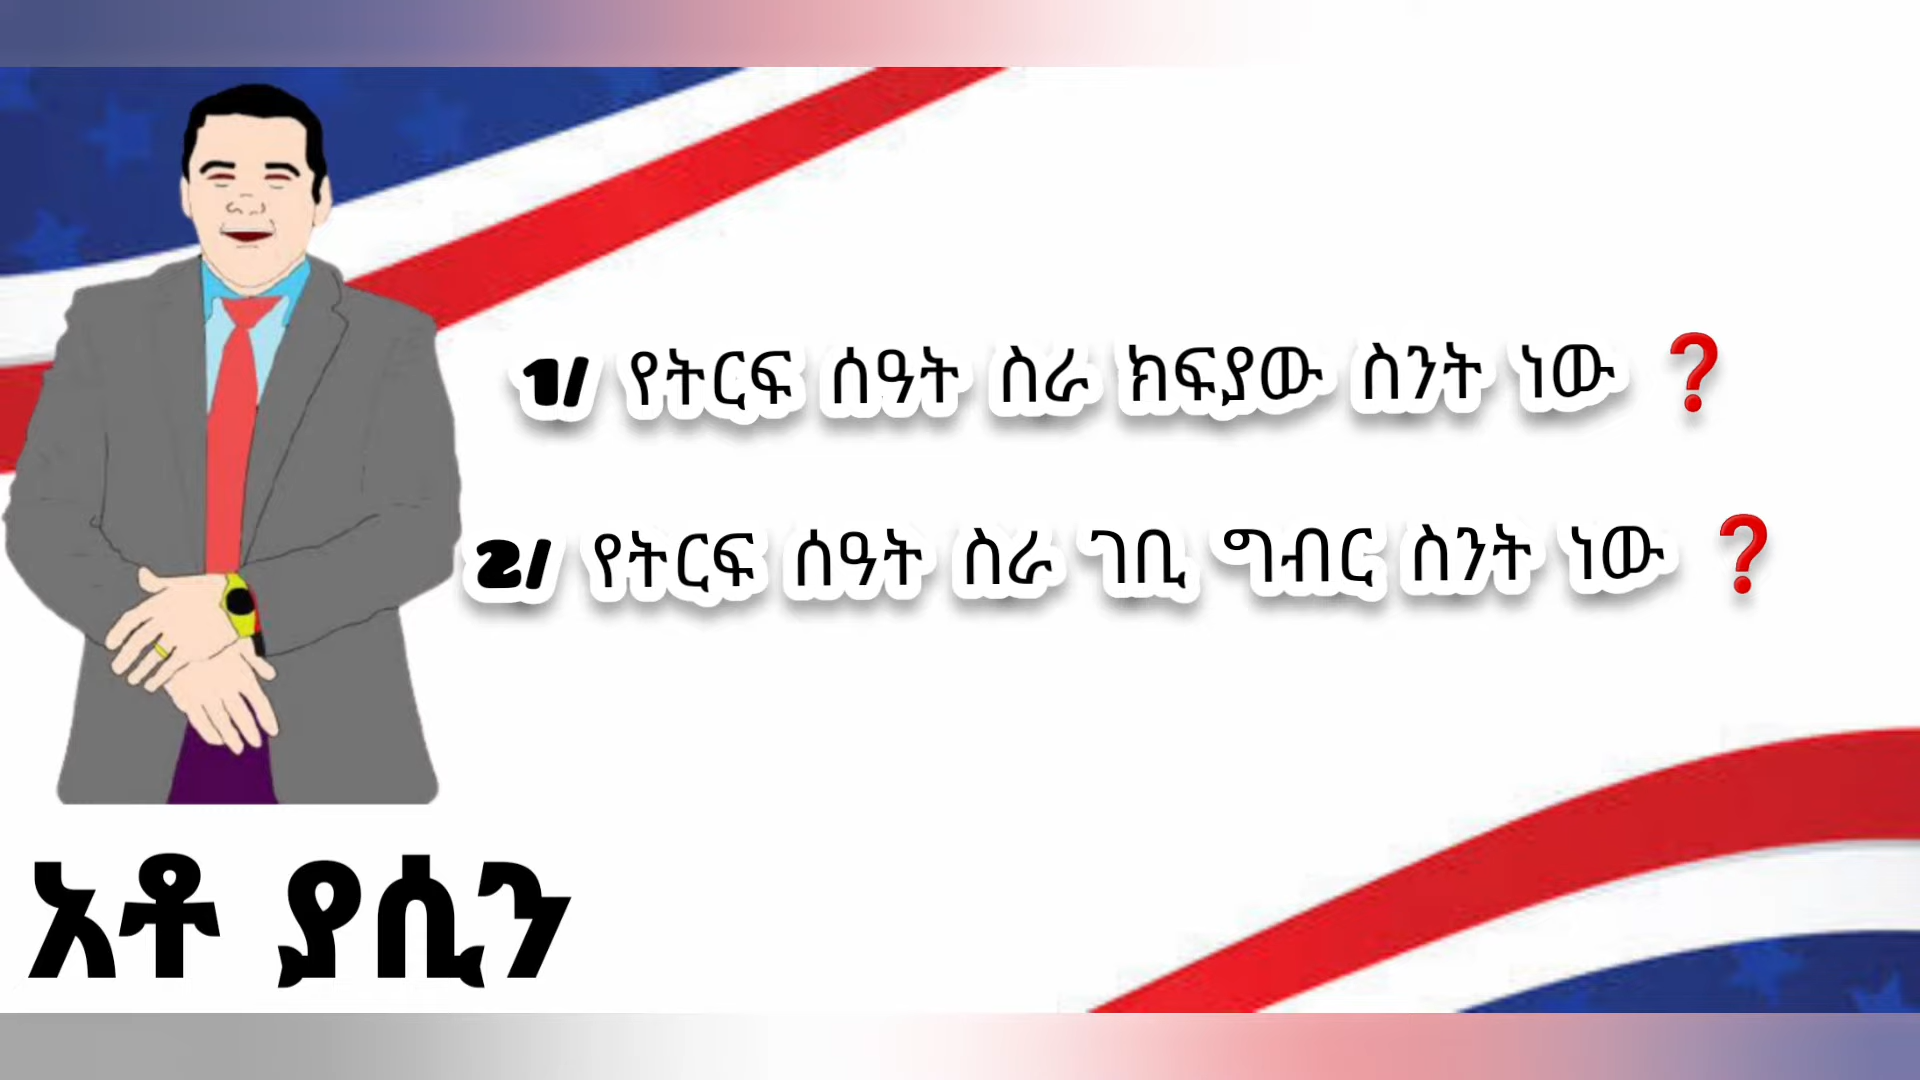 1/ የትርፍ ሰዓት ስራ ክፍያው ስንት ነው ❓
2/ የትርፍ ሰዓት ስራ ገቢ ግብር ስንት ነው ❓
አቶ ያሲን